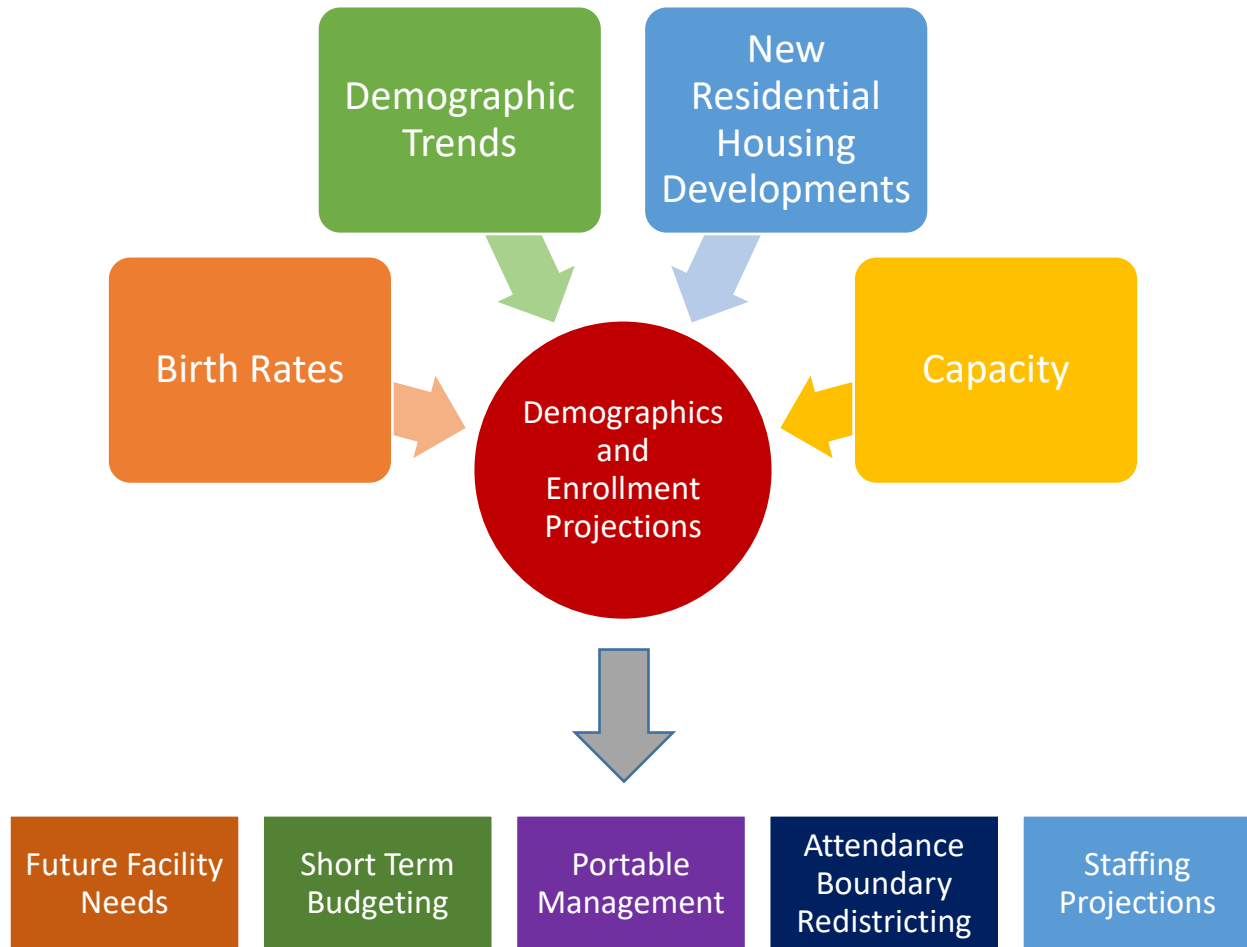 Demographic
Trends
New
Residential
Housing
Developments
Birth Rates
Capacity
Demographics
and
Enrollment
Projections
Future Facility
Needs
Short Term
Budgeting
Portable
Management
Attendance
Boundary
Redistricting
Staffing
Projections